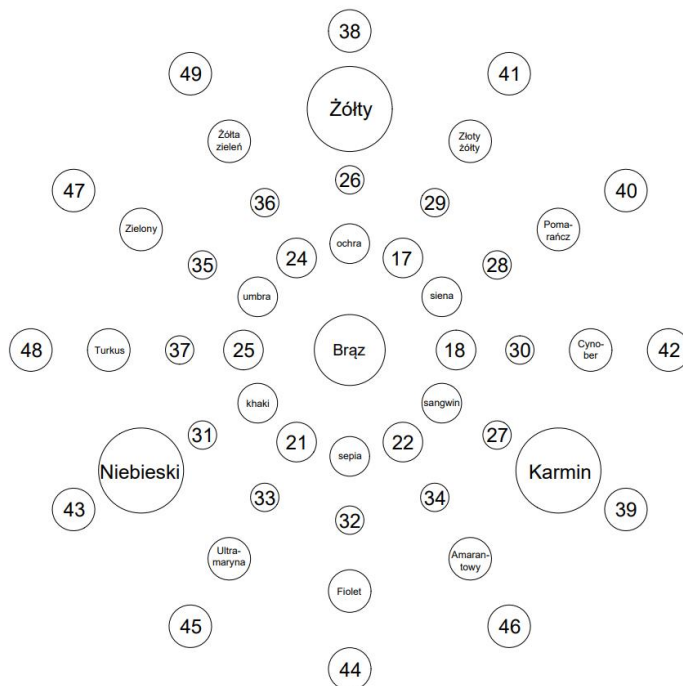 38
49
41
Żółty
Żółta
zieleń
Złoty
żółty
26
47
40
36
29
Zielony
Poma-
rańcz
ochra
24
17
35
28
umbra
siena
48
Turkus
37
25
Brąz
18
30
Cyno-
ber
42
khaki
sangwin
31
21
22
27
sepia
Niebieski
Karmin
33
34
43
39
32
Ultra-
maryna
Amaran-
towy
Fiolet
45
46
44